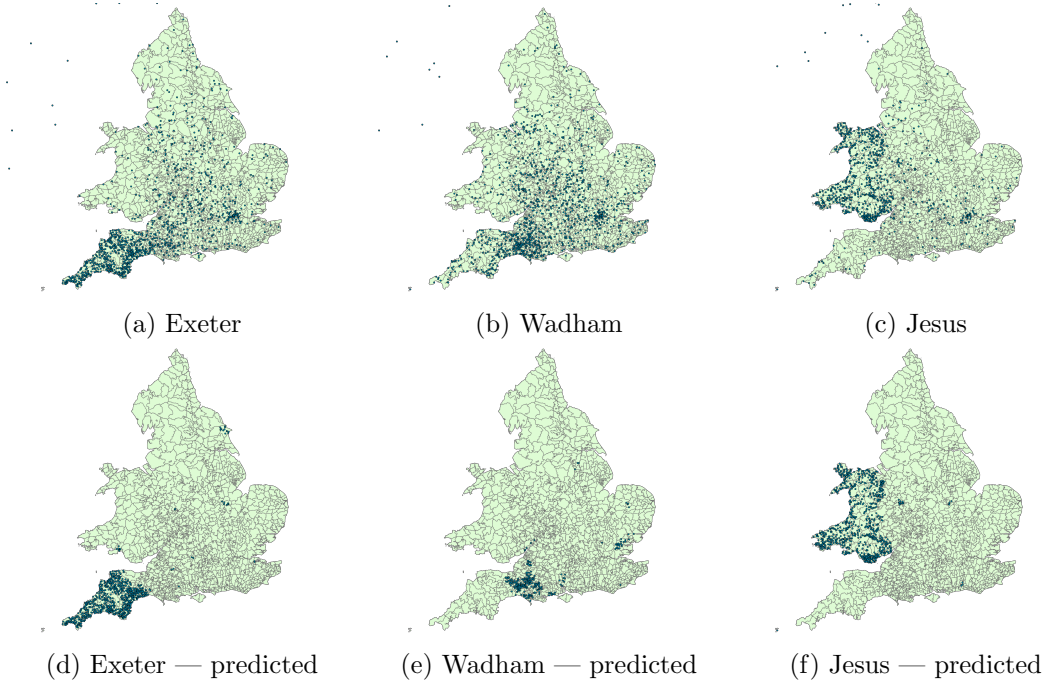 (a) Exeter
(b) Wadham
(c) Jesus
(d) Exeter — predicted
(e) Wadham — predicted
(f) Jesus — predicted